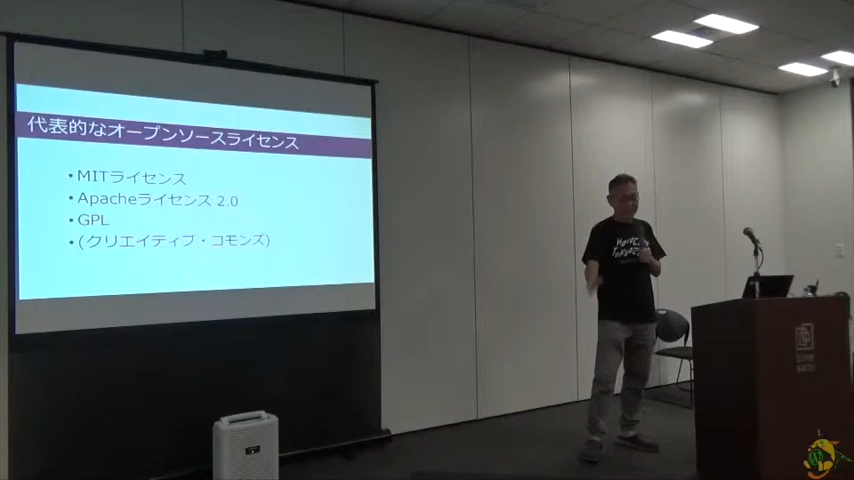 代表的なオープンソースライセンス
・MITライセンス
・Apacheライセンス 2.0
・GPL
・(クリエイティブ・コモンズ)